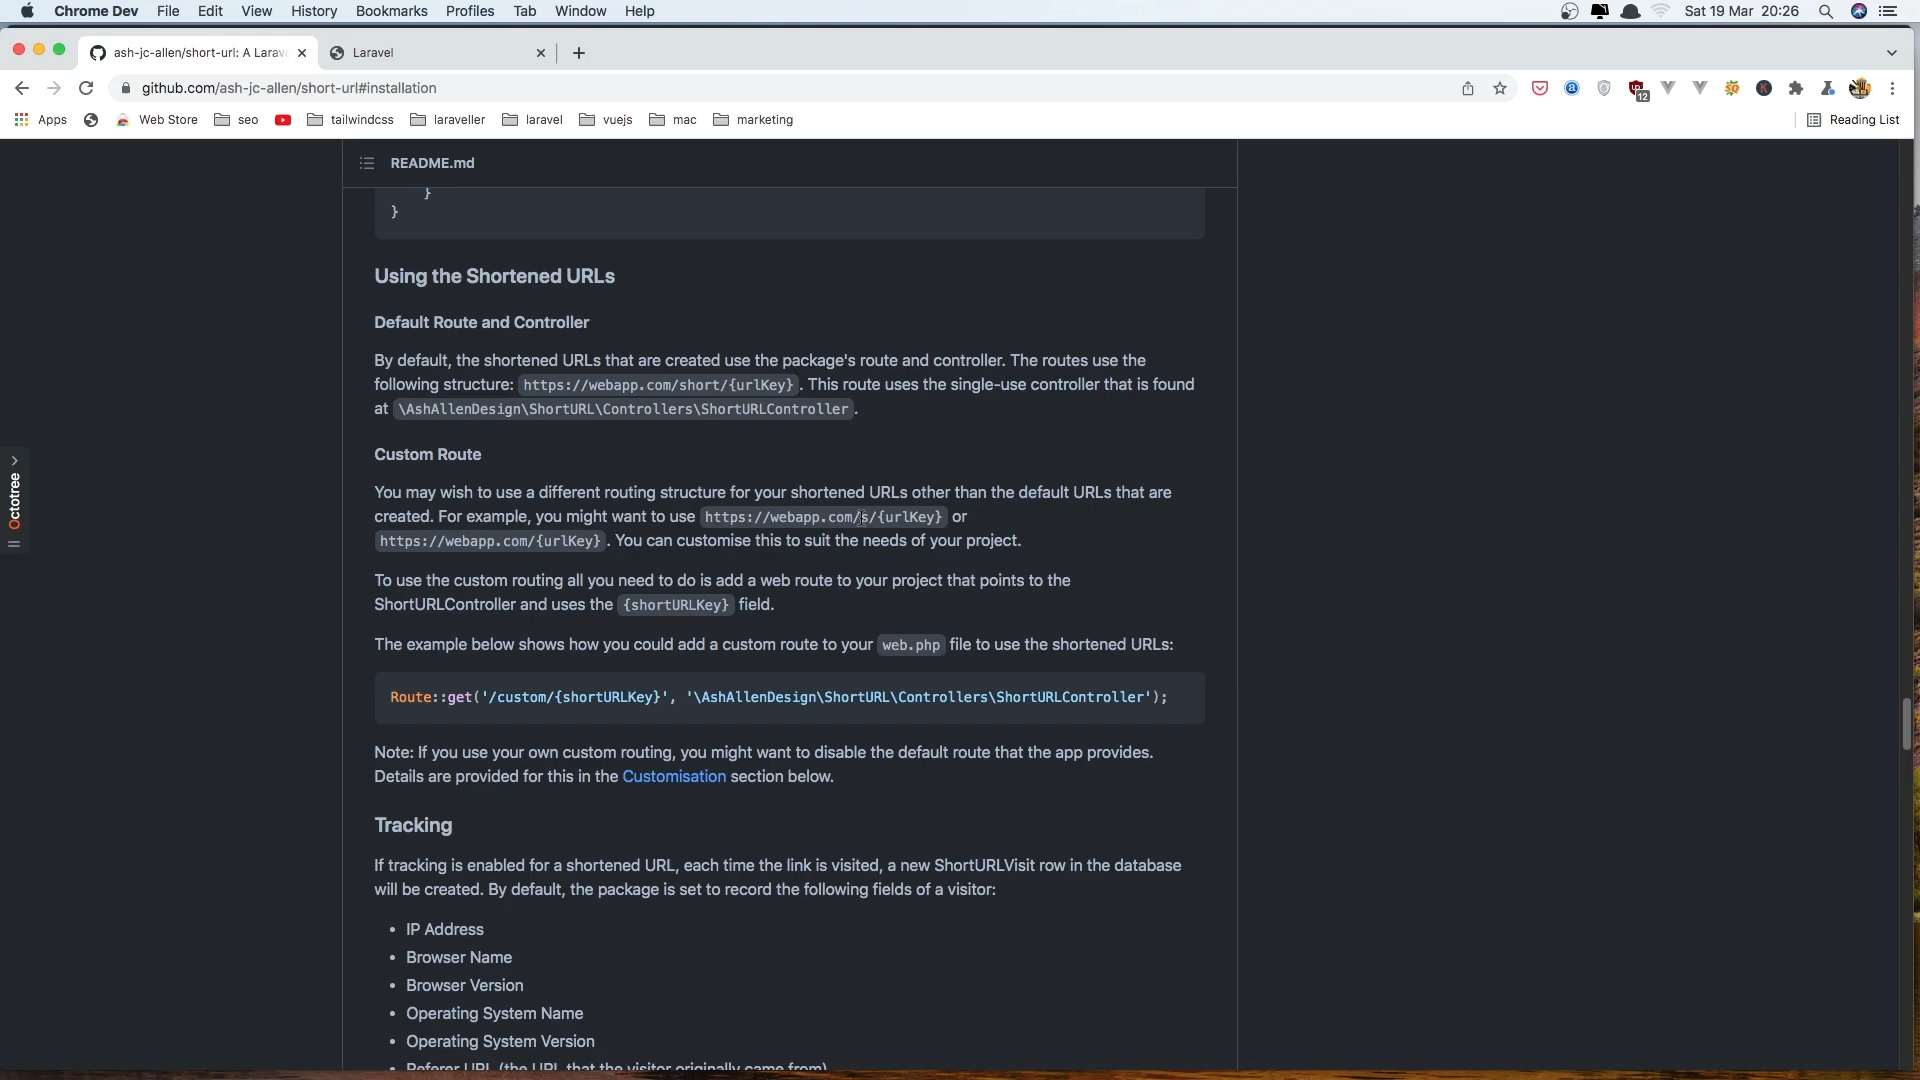 Chrome Dev File Edit View History Bookmarks Profiles Tab Window Help Sat 19 Mar 20:26
ash-jc-allen/short-url: A Larav Laravel
github.com/ash-jc-allen/short-url#installation 12
Apps Web Store seo tailwindcss laraveller laravel vuejs mac marketing Reading List
README.md
}
}
Using the Shortened URLs
Default Route and Controller
By default, the shortened URLs that are created use the package's route and controller. The routes use the
following structure: https://webapp.com/short/{urlKey} . This route uses the single-use controller that is found
at \AshAllenDesign\ShortURL\Controllers\ShortURLController .
Custom Route
You may wish to use a different routing structure for your shortened URLs other than the default URLs that are
created. For example, you might want to use https://webapp.com/s/{urlKey} or
https://webapp.com/{urlKey} . You can customise this to suit the needs of your project.
To use the custom routing all you need to do is add a web route to your project that points to the
ShortURLController and uses the {shortURLKey} field.
The example below shows how you could add a custom route to your web.php file to use the shortened URLs:
Route::get('/custom/{shortURLKey}', '\AshAllenDesign\ShortURL\Controllers\ShortURLController');
Note: If you use your own custom routing, you might want to disable the default route that the app provides.
Details are provided for this in the Customisation section below.
Tracking
If tracking is enabled for a shortened URL, each time the link is visited, a new ShortURLVisit row in the database
will be created. By default, the package is set to record the following fields of a visitor:
• IP Address
• Browser Name
• Browser Version
• Operating System Name
• Operating System Version
• Referer URL (the URL that the visitor originally came from)
Octotree